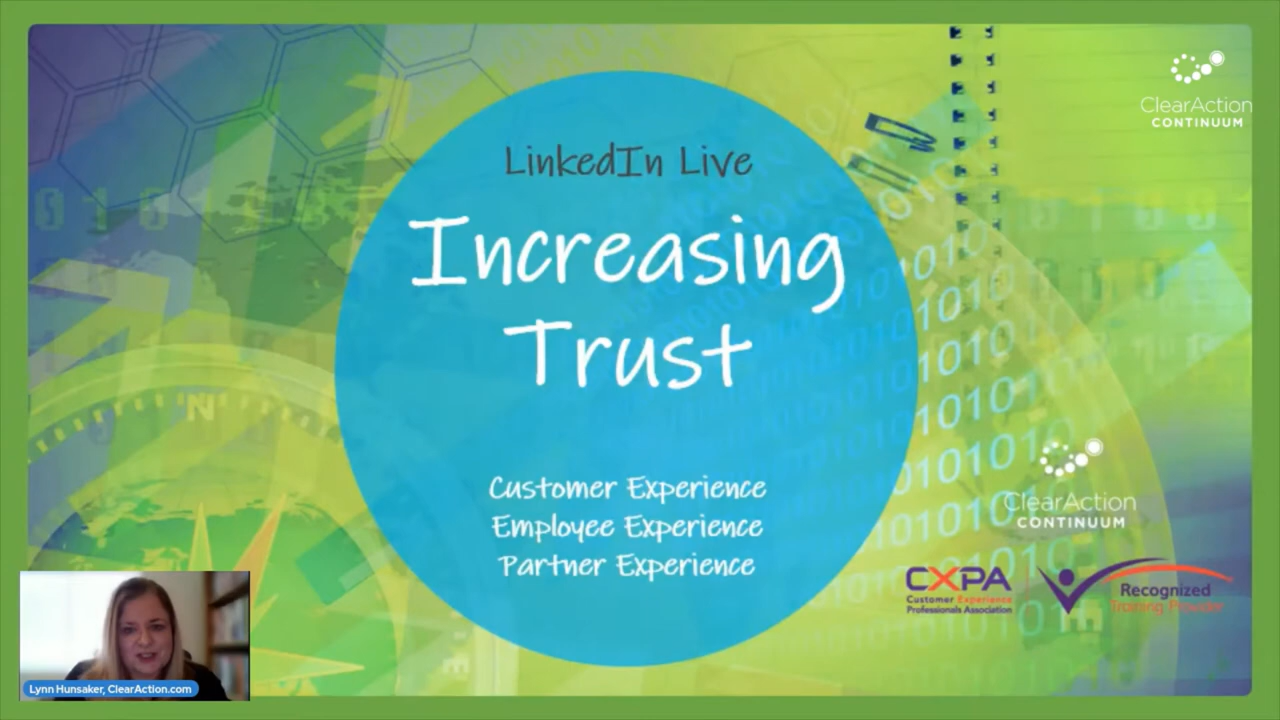 ClearAction
CONTINUUM
LinkedIn Live
Increasing
Trust
Customer Experience
Employee Experience
Partner Experience
ClearAction
CONTINUUM
CXPA
Customer Experience
Professionals Association
Recognized
Training Provider
N
Lynn Hunsaker, ClearAction.com